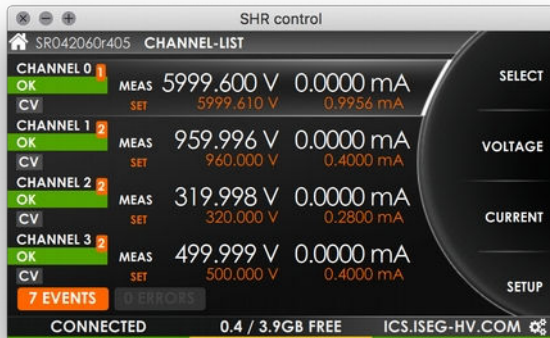 SHR control
SR042060r405 CHANNEL-LIST
CHANNEL 0 1
OK
CV
MEAS 5999.600 V 0.0000 mA
SET 5999.610 V 0.9956 mA
CHANNEL 1 2
OK
CV
MEAS 959.996 V 0.0000 mA
SET 960.000 V 0.4000 mA
CHANNEL 2 2
OK
CV
MEAS 319.998 V 0.0000 mA
SET 320.000 V 0.2800 mA
CHANNEL 3 2
OK
CV
MEAS 499.999 V 0.0000 mA
SET 500.000 V 0.4000 mA
7 EVENTS 0 ERRORS
SELECT
VOLTAGE
CURRENT
SETUP
CONNECTED 0.4 / 3.9GB FREE ICS.ISEG-HV.COM